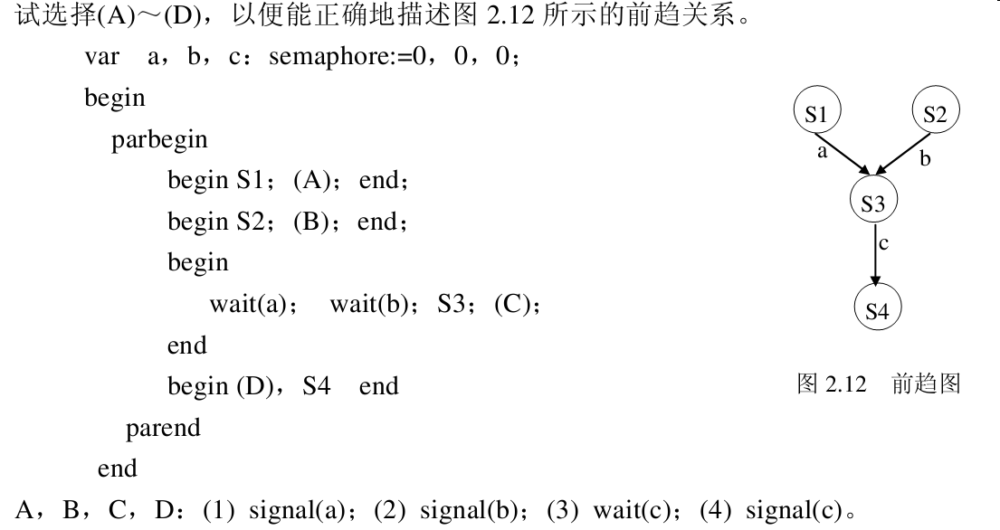 试选择(A)～(D)，以便能正确地描述图 2.12 所示的前趋关系。
var a，b，c：semaphore:=0，0，0；
begin
parbegin
begin S1；(A)；end；
begin S2；(B)；end；
begin
wait(a)； wait(b)；S3；(C)；
end
begin (D)，S4 end
parend
end
S1
S2
a
b
S3
c
S4
图 2.12 前趋图
A，B，C，D：(1) signal(a)；(2) signal(b)；(3) wait(c)；(4) signal(c)。